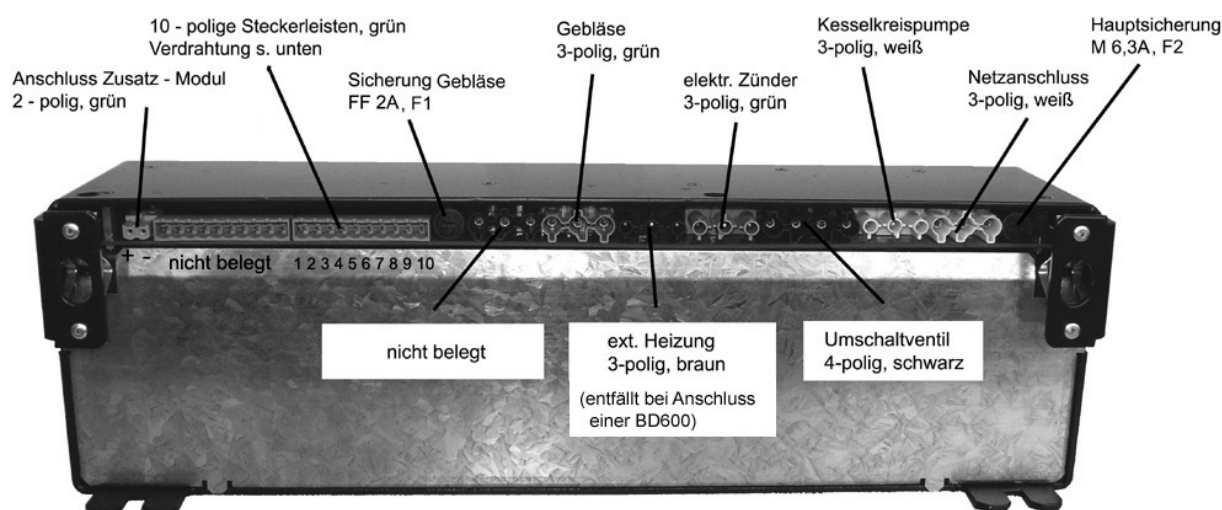 10 - polige Steckerleisten, grün
Verdrahtung s. unten
Anschluss Zusatz - Modul
2 - polig, grün
Sicherung Gebläse
FF 2A, F1
Gebläse
3-polig, grün
elektr. Zünder
3-polig, grün
Kesselkreispumpe
3-polig, weiß
Netzanschluss
3-polig, weiß
Hauptsicherung
M 6,3A, F2
+ -
nicht belegt
1 2 3 4 5 6 7 8 9 10
nicht belegt
ext. Heizung
3-polig, braun
(entfällt bei Anschluss
einer BD600)
Umschaltventil
4-polig, schwarz